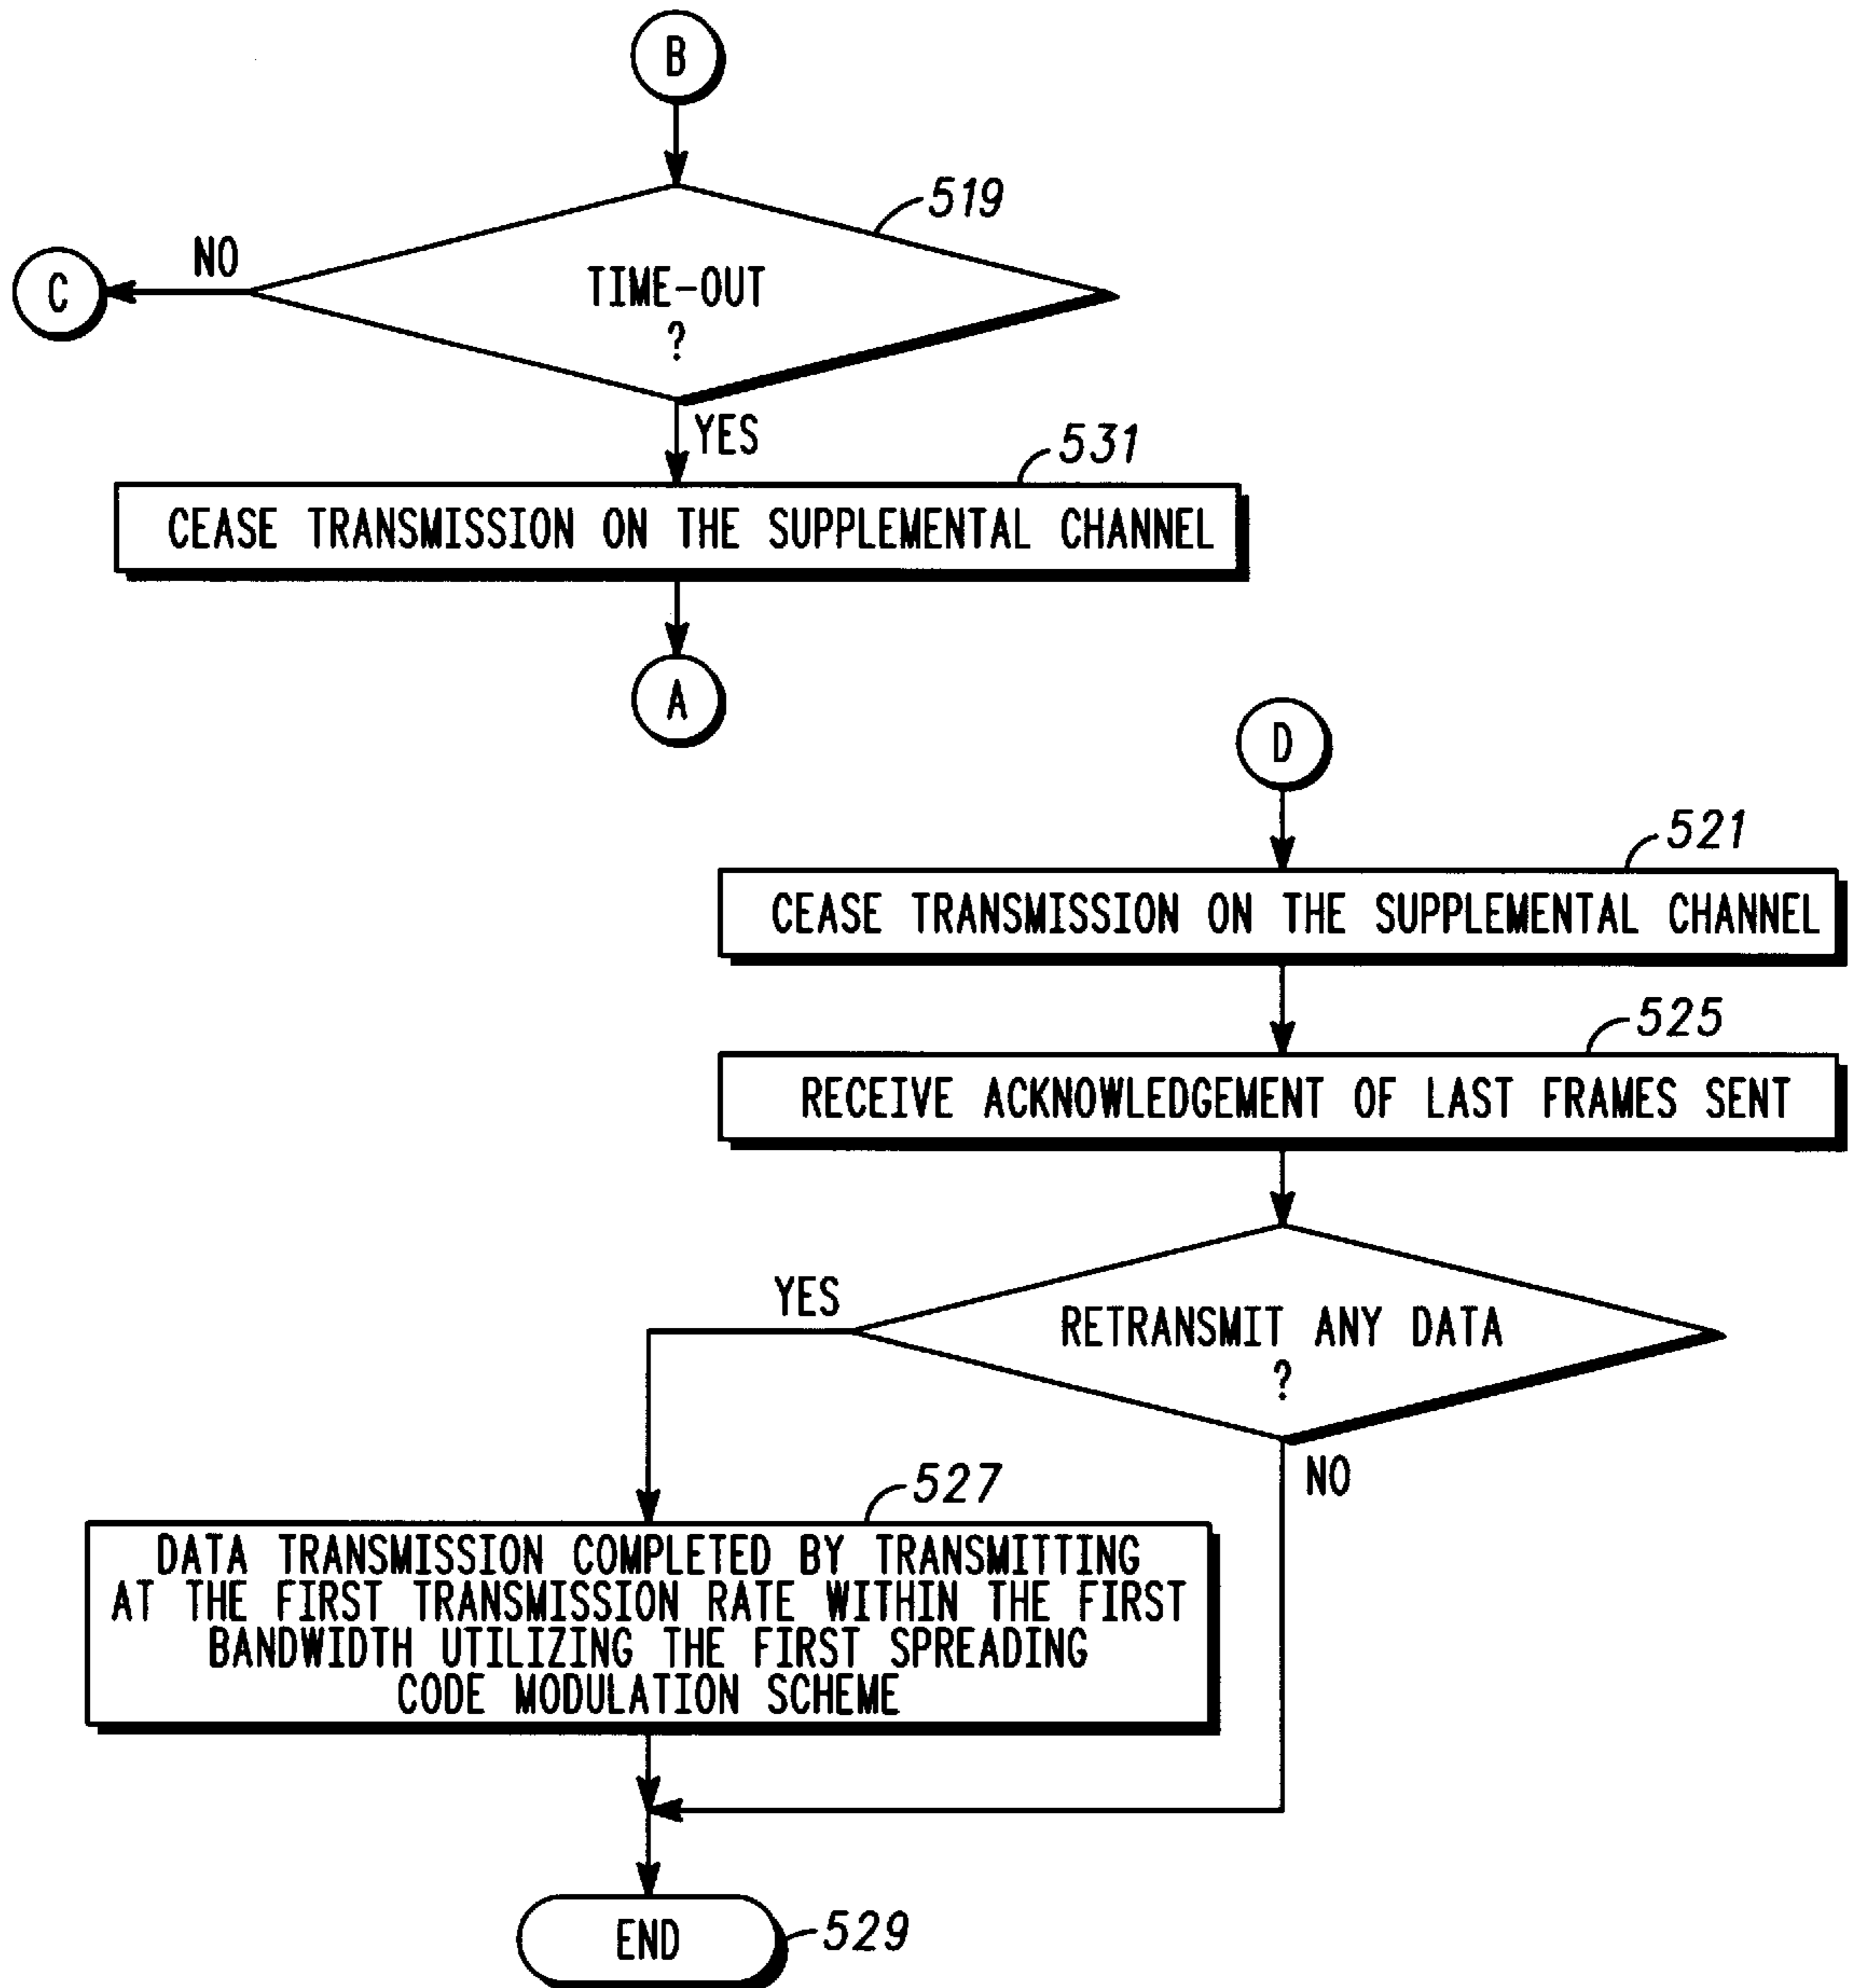 B
519
NO
C
TIME-OUT
?
YES
531
CEASE TRANSMISSION ON THE SUPPLEMENTAL CHANNEL
A
D
521
CEASE TRANSMISSION ON THE SUPPLEMENTAL CHANNEL
525
RECEIVE ACKNOWLEDGEMENT OF LAST FRAMES SENT
YES
RETRANSMIT ANY DATA
?
NO
527
DATA TRANSMISSION COMPLETED BY TRANSMITTING
AT THE FIRST TRANSMISSION RATE WITHIN THE FIRST
BANDWIDTH UTILIZING THE FIRST SPREADING
CODE MODULATION SCHEME
END
529